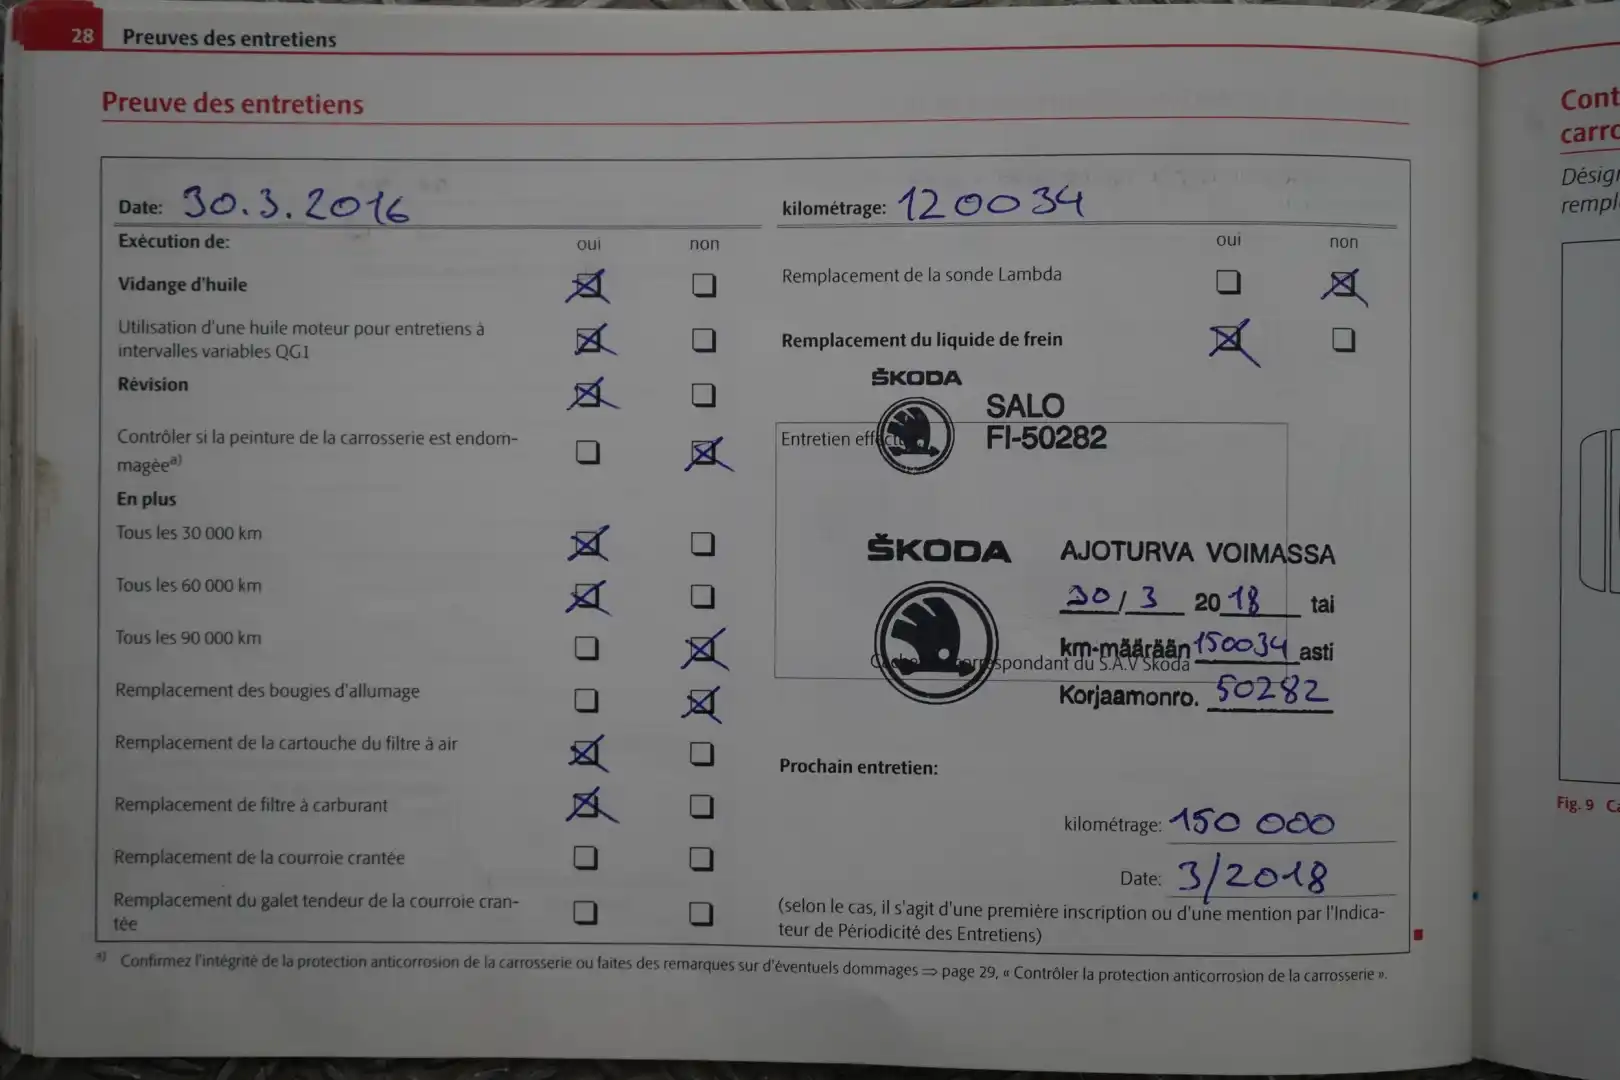 28 Preuves des entretiens
Preuve des entretiens
Date: 30.3.2016
Exécution de: oui non
Vidange d'huile
Utilisation d'une huile moteur pour entretiens à
intervalles variables QG1
Révision
Contrôler si la peinture de la carrosserie est endom-
magée a)
En plus
Tous les 30 000 km
Tous les 60 000 km
Tous les 90 000 km
Remplacement des bougies d'allumage
Remplacement de la cartouche du filtre à air
Remplacement de filtre à carburant
Remplacement de la courroie crantée
Remplacement du galet tendeur de la courroie cran-
tée
kilométrage: 120034
oui non
Remplacement de la sonde Lambda
Remplacement du liquide de frein
ŠKODA
SALO
FI-50282
Entretien
ŠKODA AJOTURVA VOIMASSA
30/3 2018 tai
km-määrään 150034 asti
du S.A.V Škoda
Korjaamonro. 50282
Prochain entretien:
kilométrage: 150 000
Date: 3/2018
(selon le cas, il s'agit d'une première inscription ou d'une mention par l'Indica-
teur de Périodicité des Entretiens)
a) Confirmez l'intégrité de la protection anticorrosion de la carrosserie ou faites des remarques sur d'éventuels dommages ⇒ page 29, « Contrôler la protection anticorrosion de la carrosserie ».
Fig. 9